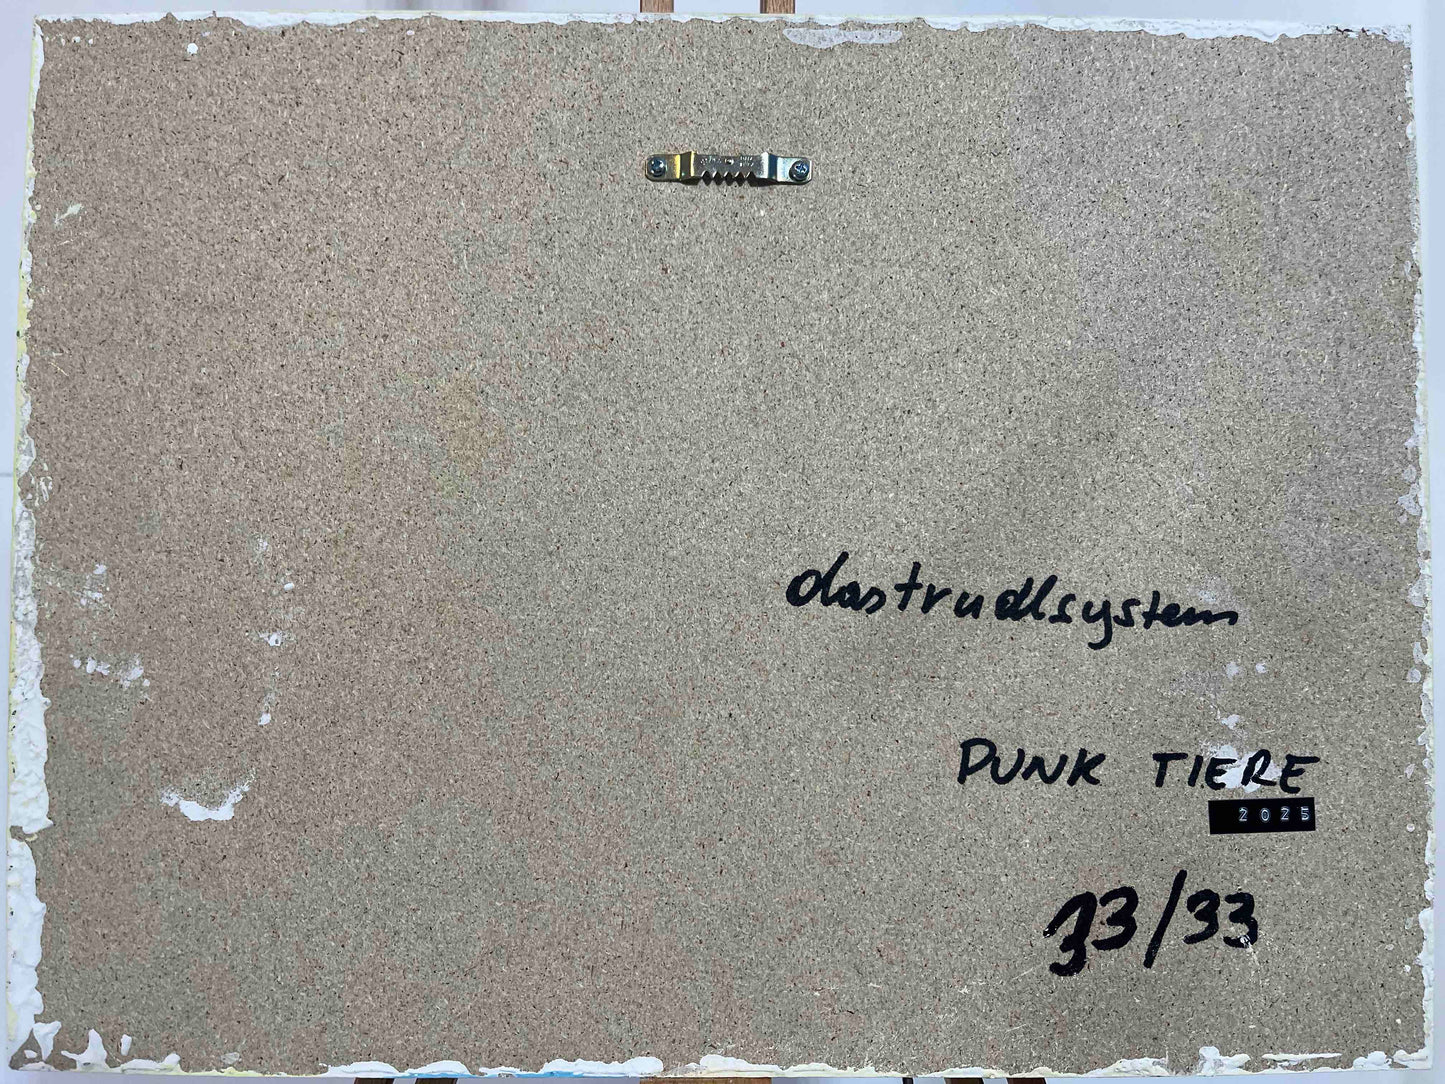 dastrudlsystem
PUNK TIERE
2025
33/33